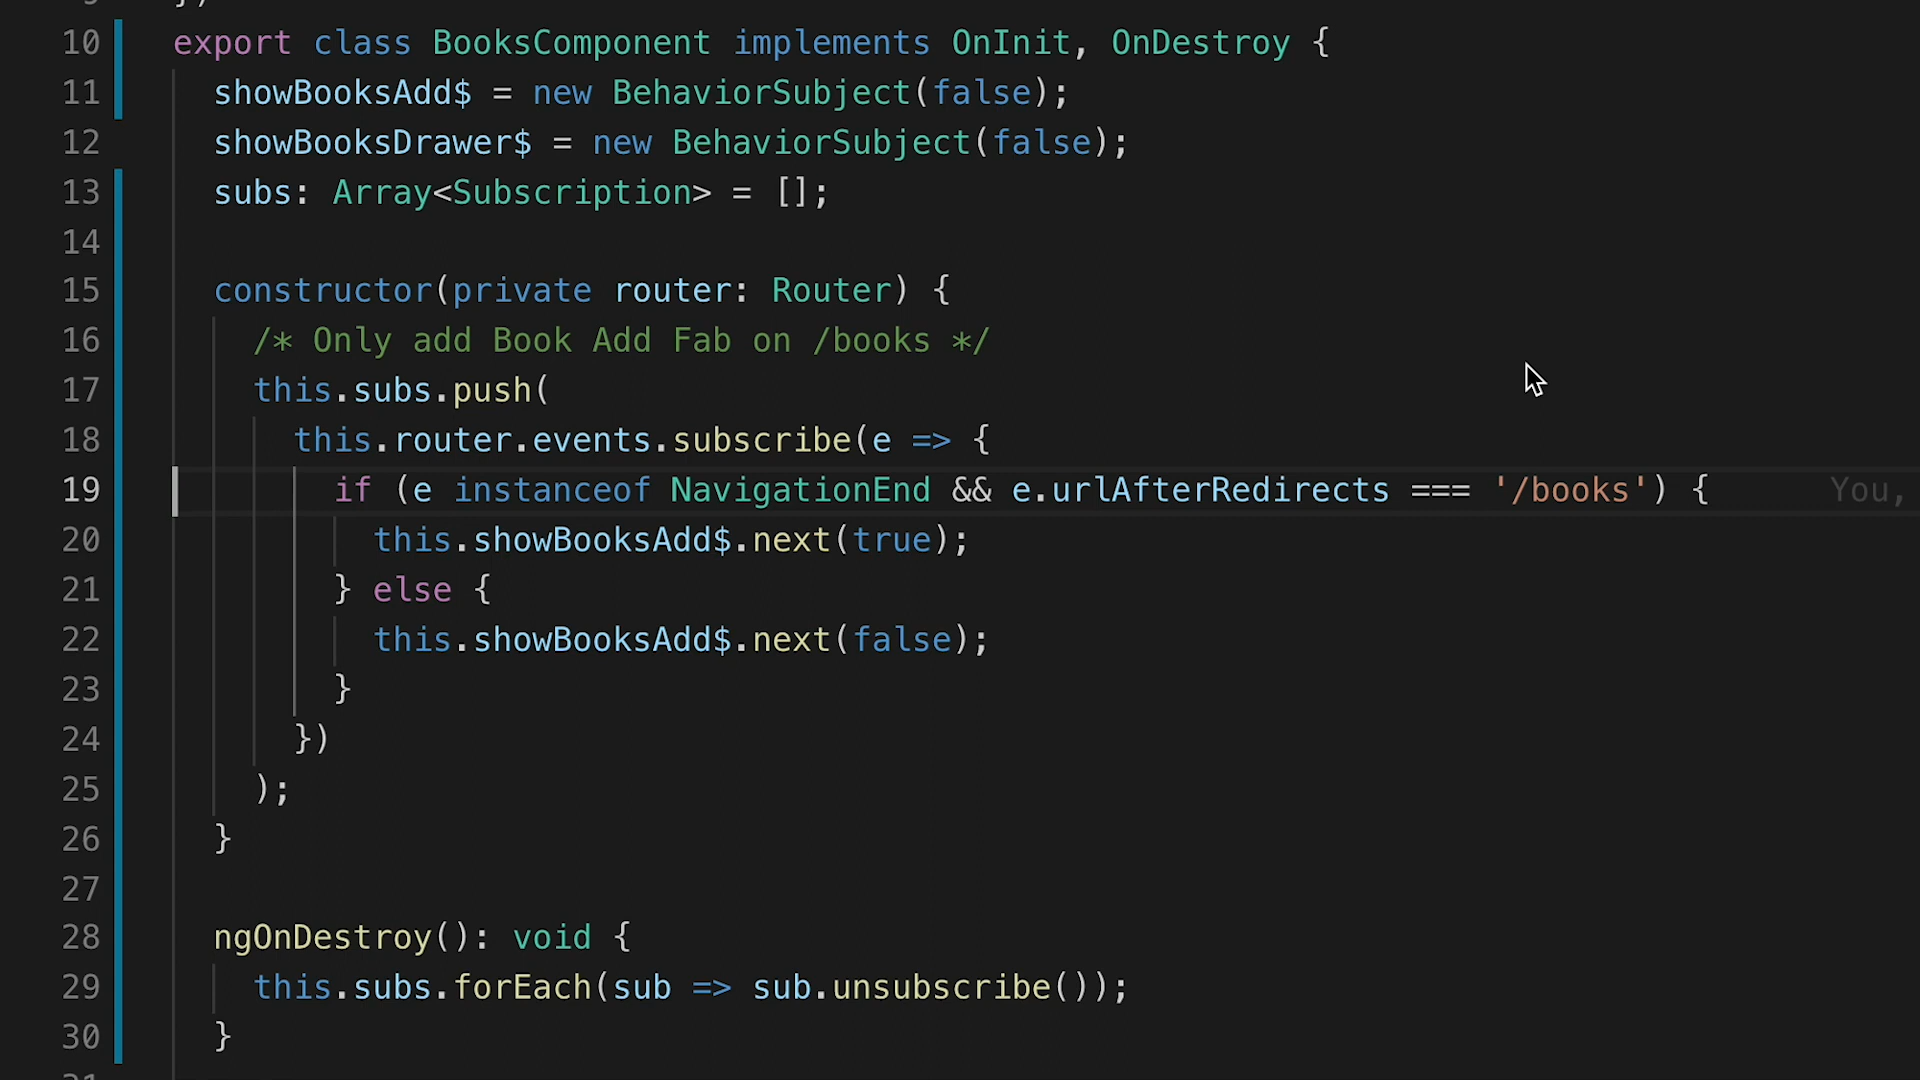 10 export class BooksComponent implements OnInit, OnDestroy {
11 showBooksAdd$ = new BehaviorSubject(false);
12 showBooksDrawer$ = new BehaviorSubject(false);
13 subs: Array<Subscription> = [];
14
15 constructor(private router: Router) {
16 /* Only add Book Add Fab on /books */
17 this.subs.push(
18 this.router.events.subscribe(e => {
19 if (e instanceof NavigationEnd && e.urlAfterRedirects === '/books') { You,
20 this.showBooksAdd$.next(true);
21 } else {
22 this.showBooksAdd$.next(false);
23 }
24 })
25 );
26 }
27
28 ngOnDestroy(): void {
29 this.subs.forEach(sub => sub.unsubscribe());
30 }